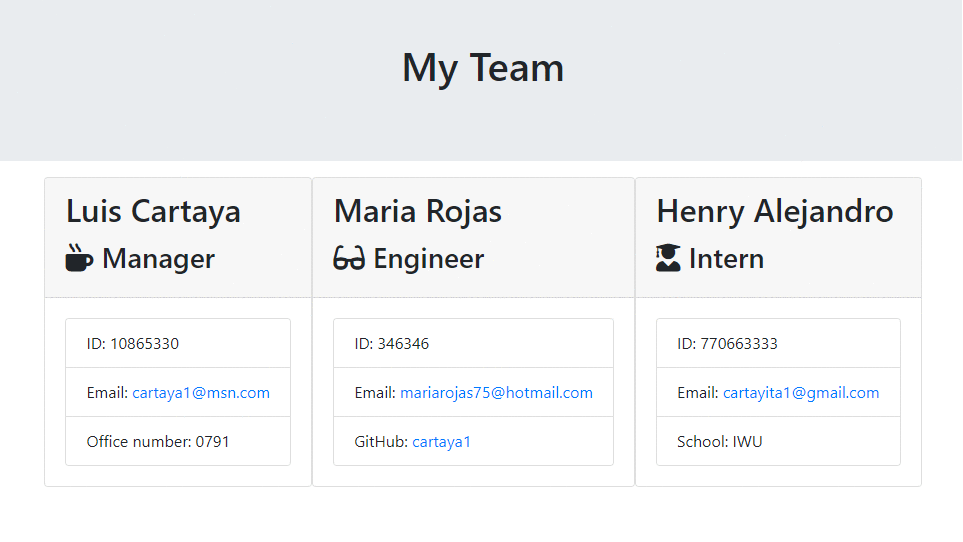 My Team
Luis Cartaya
Manager
ID: 10865330
Email: cartaya1@msn.com
Office number: 0791
Maria Rojas
Engineer
ID: 346346
Email: mariarojas75@hotmail.com
GitHub: cartaya1
Henry Alejandro
Intern
ID: 770663333
Email: cartayita1@gmail.com
School: IWU